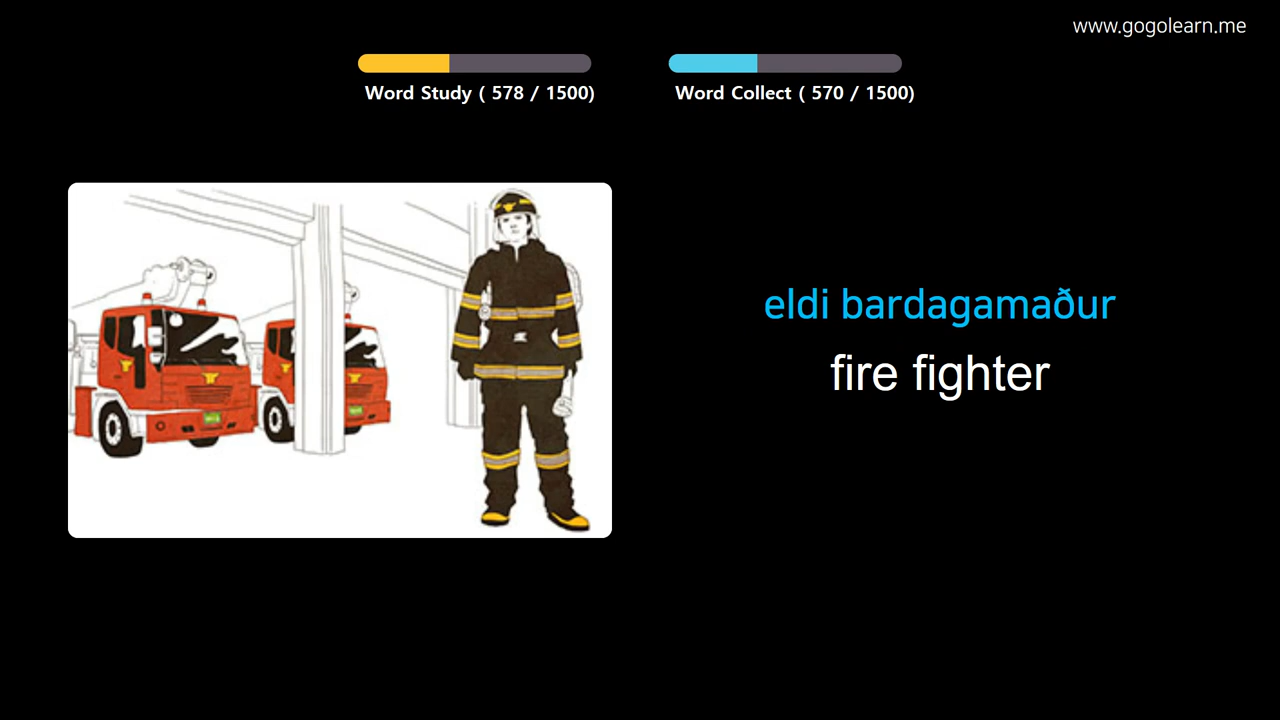 www.gogolearn.me
Word Study ( 578 / 1500)
Word Collect ( 570 / 1500)
eldi bardagamaður
fire fighter